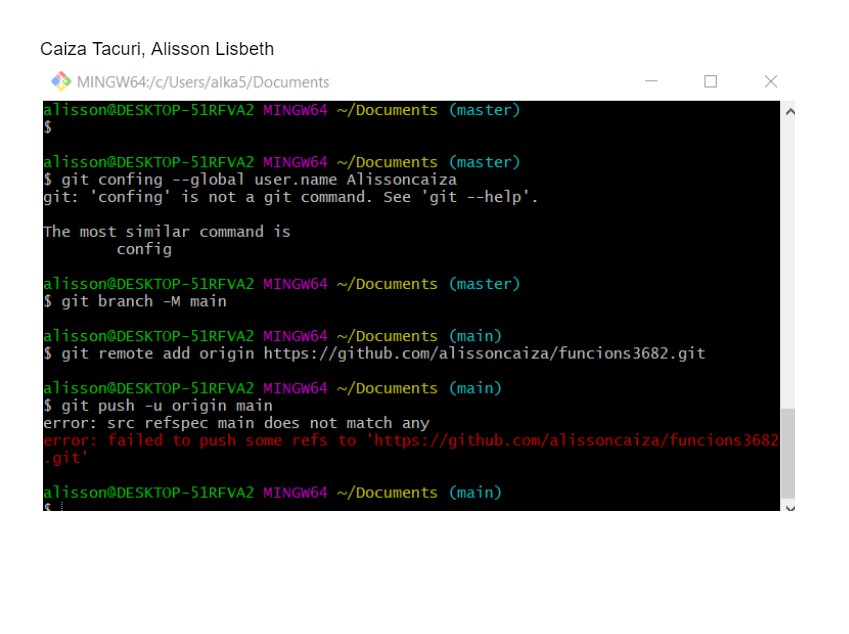 Caiza Tacuri, Alisson Lisbeth
MINGW64:/c/Users/alka5/Documents
alisson@DESKTOP-51RFVA2 MINGW64 ~/Documents (master)
$
alisson@DESKTOP-51RFVA2 MINGW64 ~/Documents (master)
$ git confing --global user.name Alissoncaiza
git: 'confing' is not a git command. See 'git --help'.
The most similar command is
config
alisson@DESKTOP-51RFVA2 MINGW64 ~/Documents (master)
$ git branch -M main
alisson@DESKTOP-51RFVA2 MINGW64 ~/Documents (main)
$ git remote add origin https://github.com/alissoncaiza/funcions3682.git
alisson@DESKTOP-51RFVA2 MINGW64 ~/Documents (main)
$ git push -u origin main
error: src refspec main does not match any
error: failed to push some refs to 'https://github.com/alissoncaiza/funcions3682
.git'
alisson@DESKTOP-51RFVA2 MINGW64 ~/Documents (main)
$